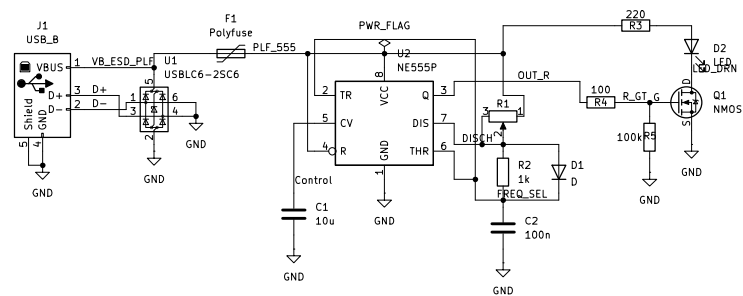 J1
USB_B
VBUS 1 VB_ESD_PLF
D+ 3 D+
D- 2 D-
Shield
GND
5 4
GND
U1
USBLC6-2SC6
5
1 6
3 4
2
GND
GND
F1
Polyfuse
PLF_555
PWR_FLAG
U2
NE555P
8
VCC
2 TR
5 CV
4 R
Q 3
DIS 7
THR 6
GND
1
GND
Control
C1
10u
GND
OUT_R
R1
3 1
2
DISCH
R2
1k
FREQ_SEL
D1
D
C2
100n
GND
220
R3
100
R4
R_GT G
100k R5
GND
D2
LED
LED_DRN
D
Q1
NMOS
S
GND